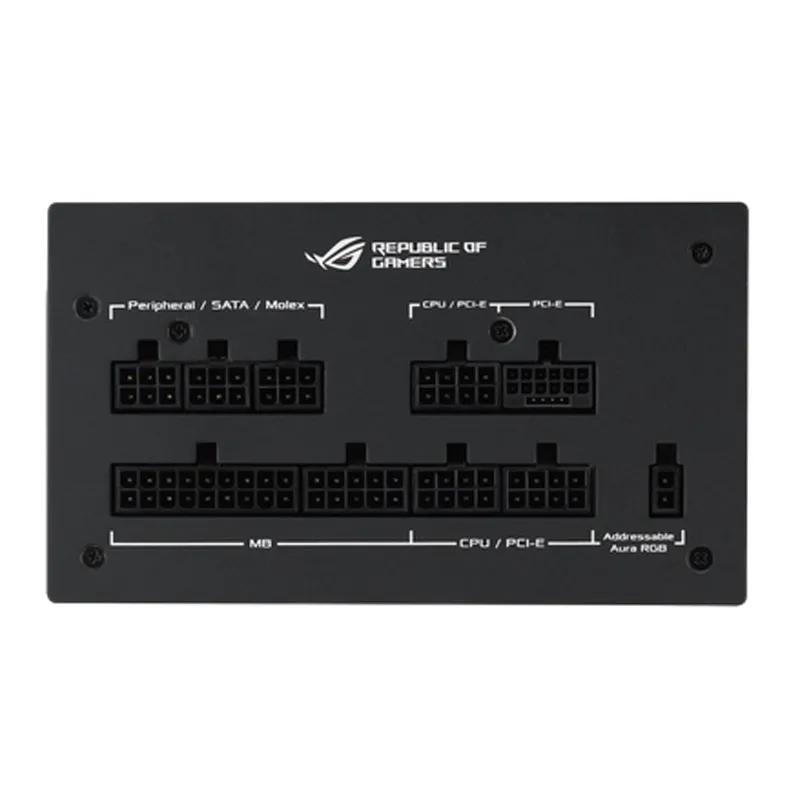 REPUBLIC OF
GAMERS
Peripheral / SATA / Molex
CPU / PCI-E
PCI-E
MB
CPU / PCI-E
Addressable
Aura RGB